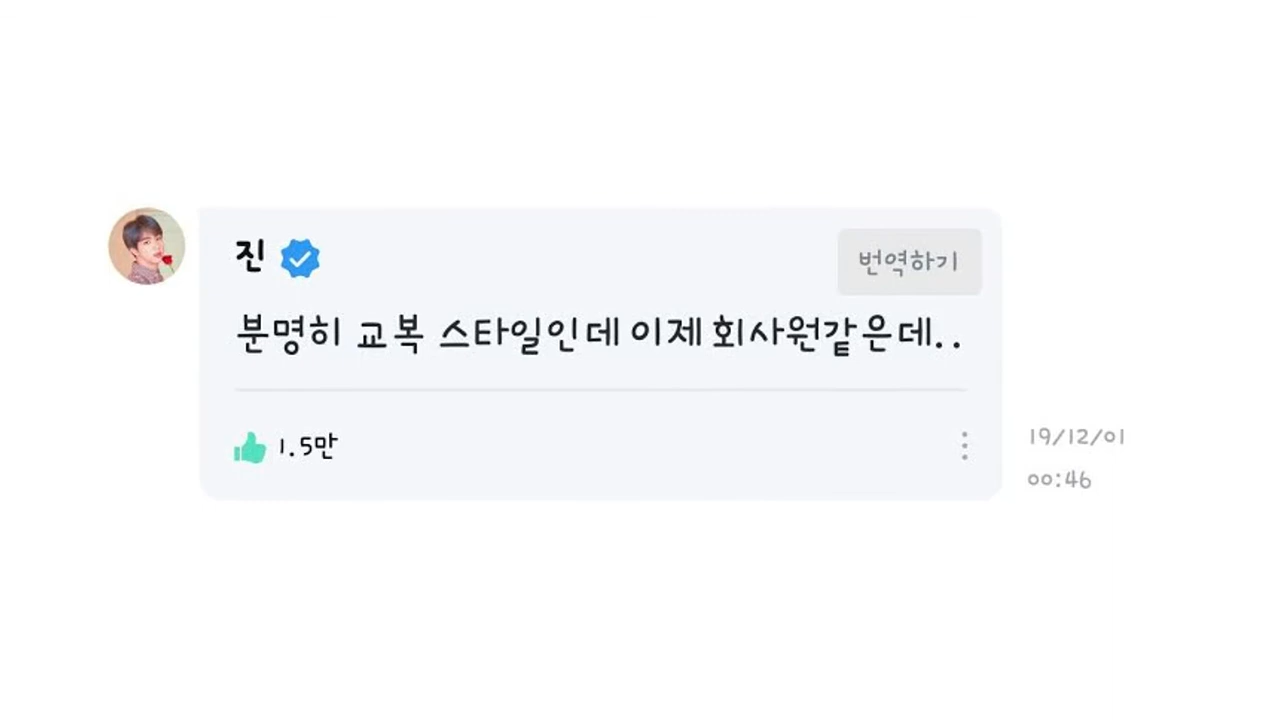 진
번역하기
분명히 교복 스타일인데 이제 회사원같은데..
1.5만
19/12/01
00:46